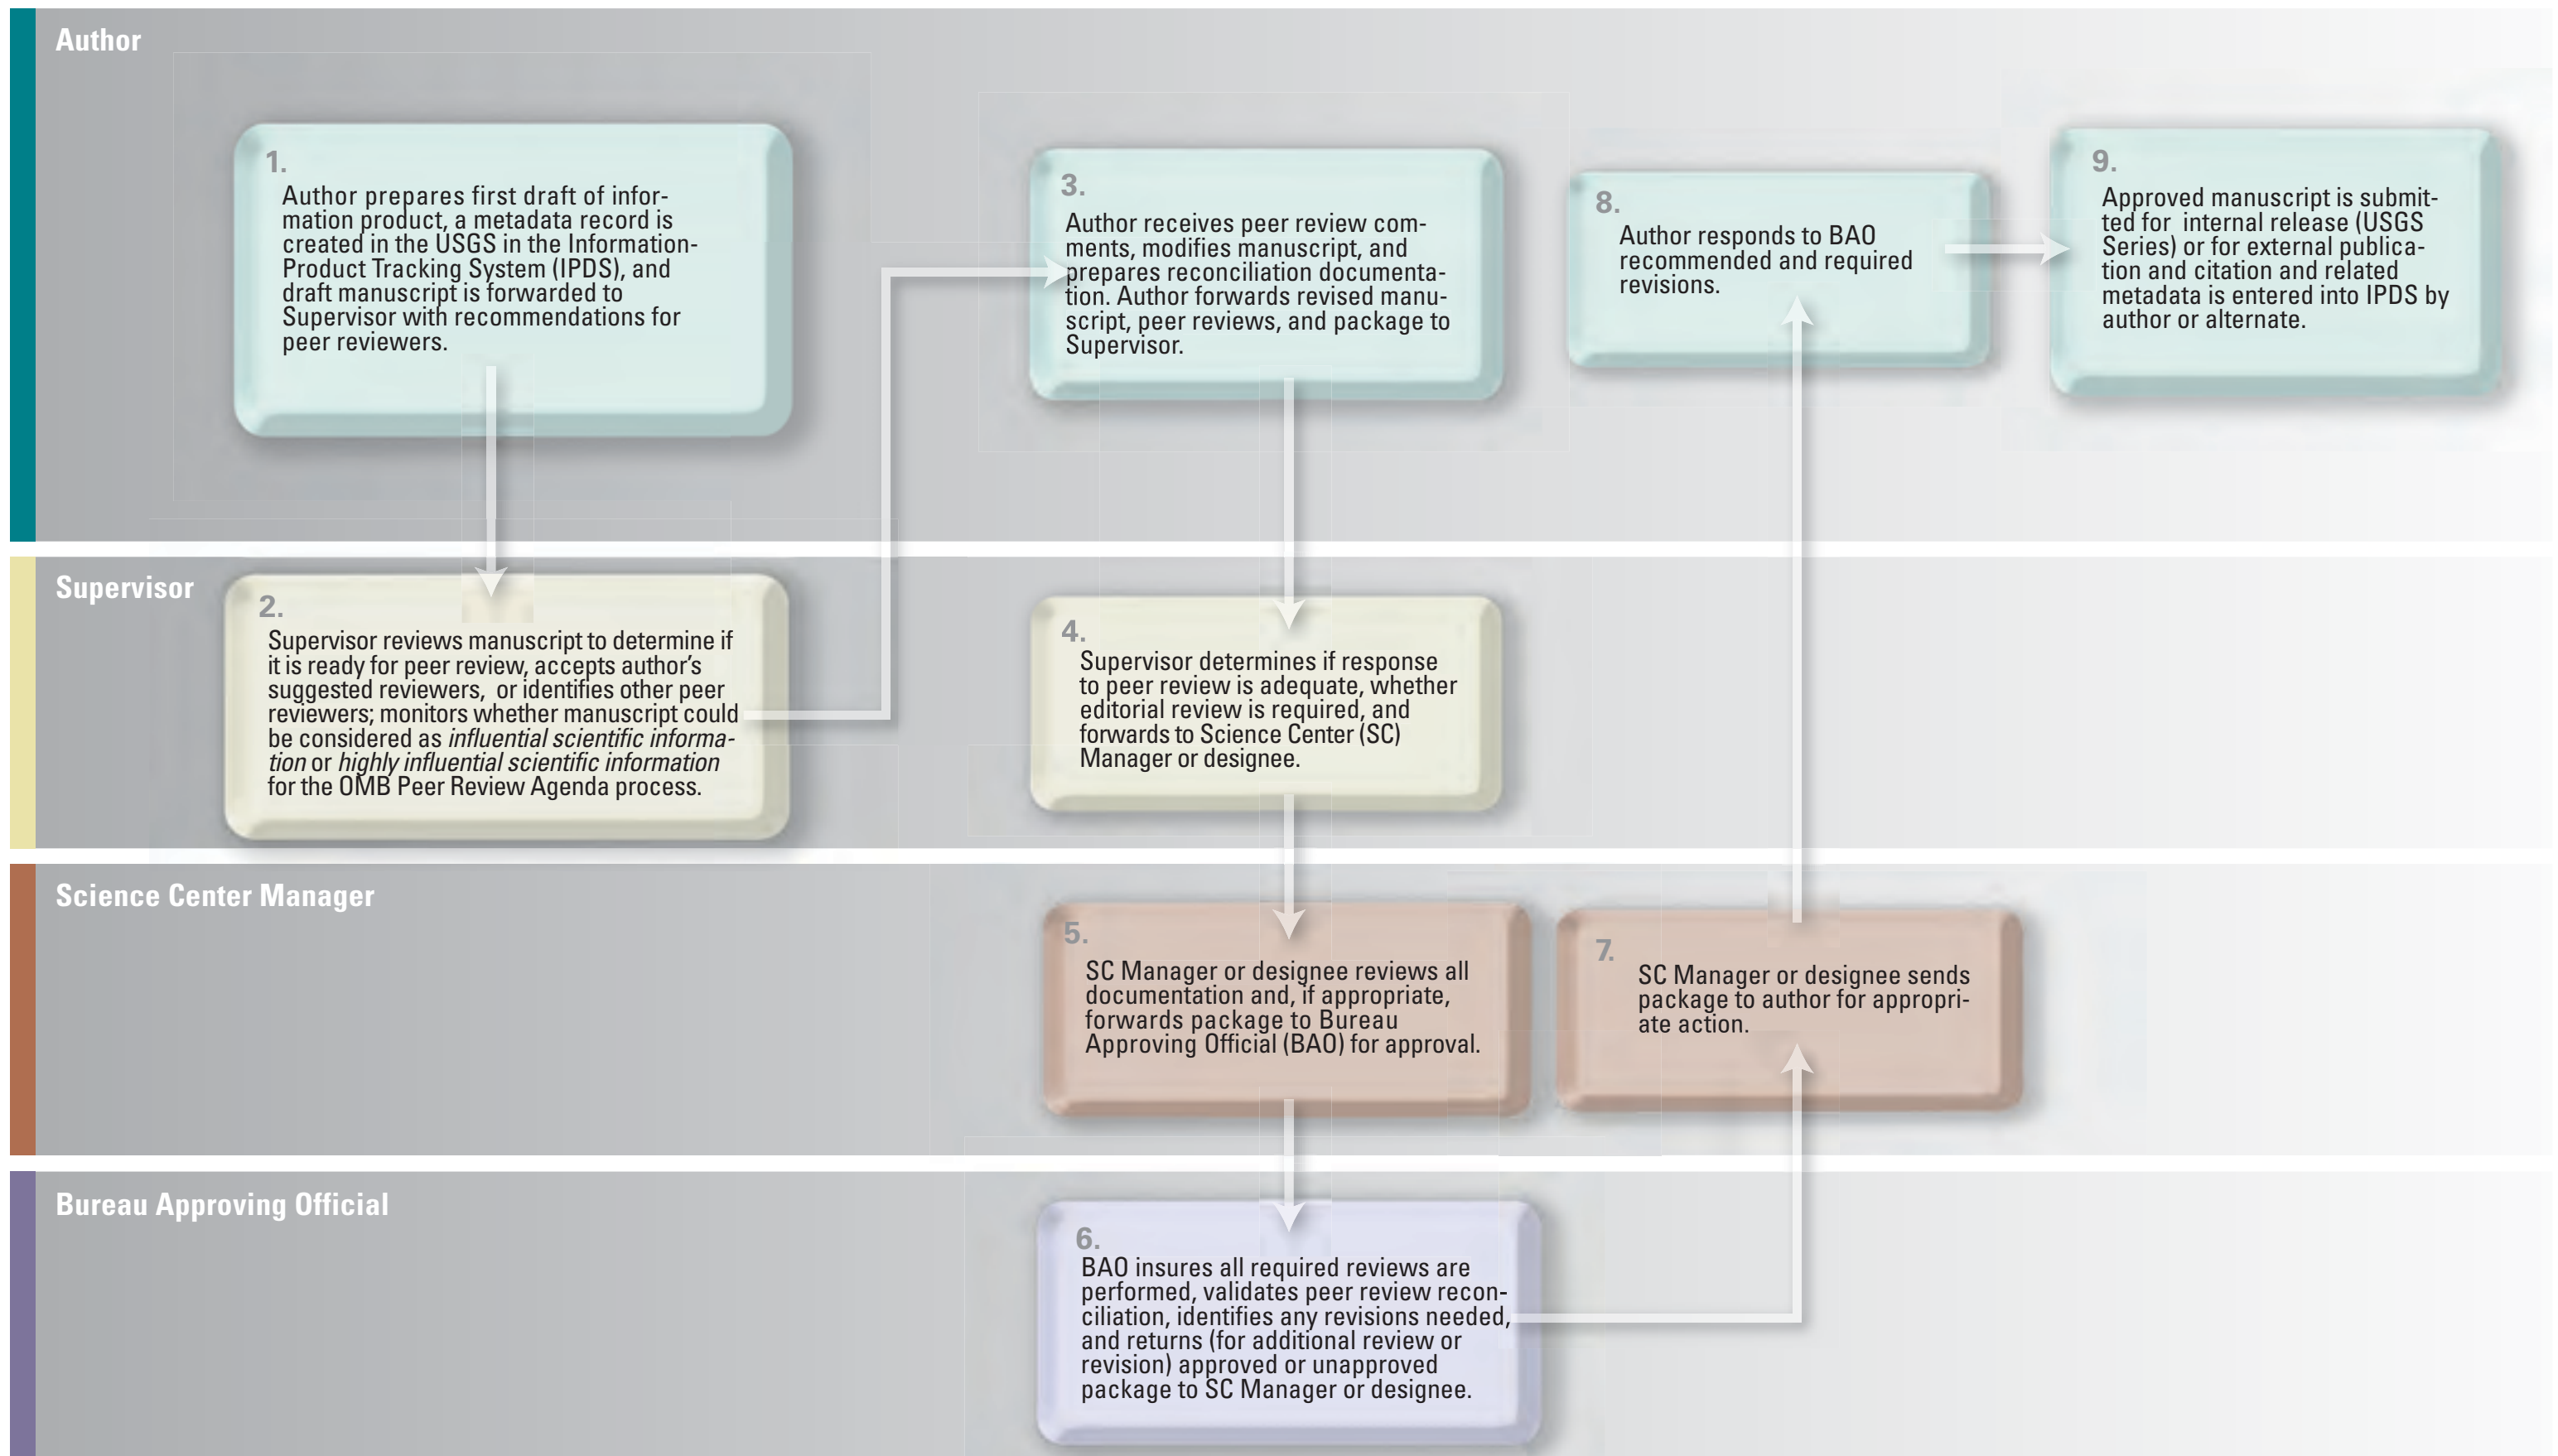 Author
1.
Author prepares first draft of infor-
mation product, a metadata record is
created in the USGS in the Information-
Product Tracking System (IPDS), and
draft manuscript is forwarded to
Supervisor with recommendations for
peer reviewers.
3.
Author receives peer review com-
ments, modifies manuscript, and
prepares reconciliation documenta-
tion. Author forwards revised manu-
script, peer reviews, and package to
Supervisor.
8.
Author responds to BAO
recommended and required
revisions.
9.
Approved manuscript is submit-
ted for internal release (USGS
Series) or for external publica-
tion and citation and related
metadata is entered into IPDS by
author or alternate.
Supervisor
2.
Supervisor reviews manuscript to determine if
it is ready for peer review, accepts author's
suggested reviewers, or identifies other peer
reviewers; monitors whether manuscript could
be considered as influential scientific informa-
tion or highly influential scientific information
for the OMB Peer Review Agenda process.
4.
Supervisor determines if response
to peer review is adequate, whether
editorial review is required, and
forwards to Science Center (SC)
Manager or designee.
Science Center Manager
5.
SC Manager or designee reviews all
documentation and, if appropriate,
forwards package to Bureau
Approving Official (BAO) for approval.
7.
SC Manager or designee sends
package to author for appropri-
ate action.
Bureau Approving Official
6.
BAO insures all required reviews are
performed, validates peer review recon-
ciliation, identifies any revisions needed,
and returns (for additional review or
revision) approved or unapproved
package to SC Manager or designee.